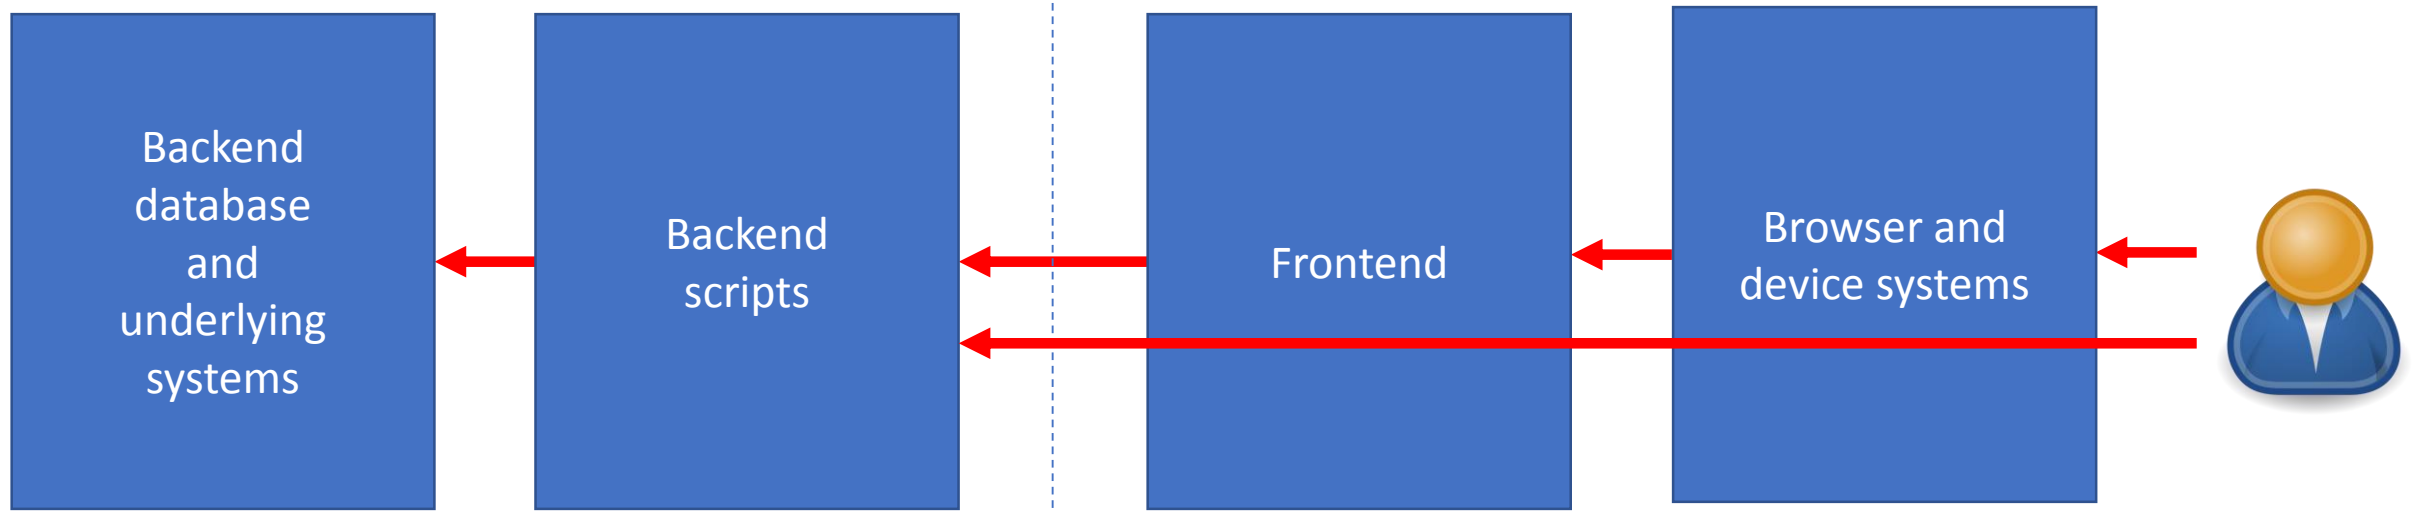 Backend
database
and
underlying
systems
Backend
scripts
Frontend
Browser and
device systems